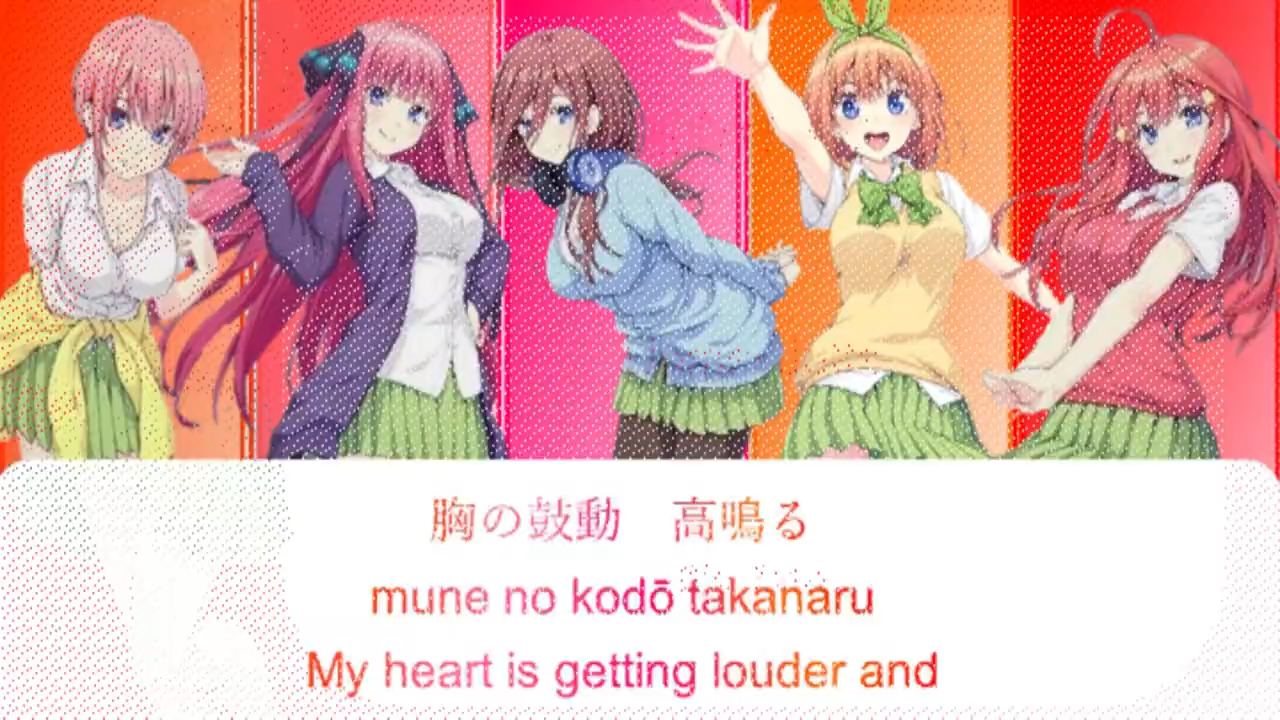 胸の鼓動　高鳴る
mune no kodō takanaru
My heart is getting louder and